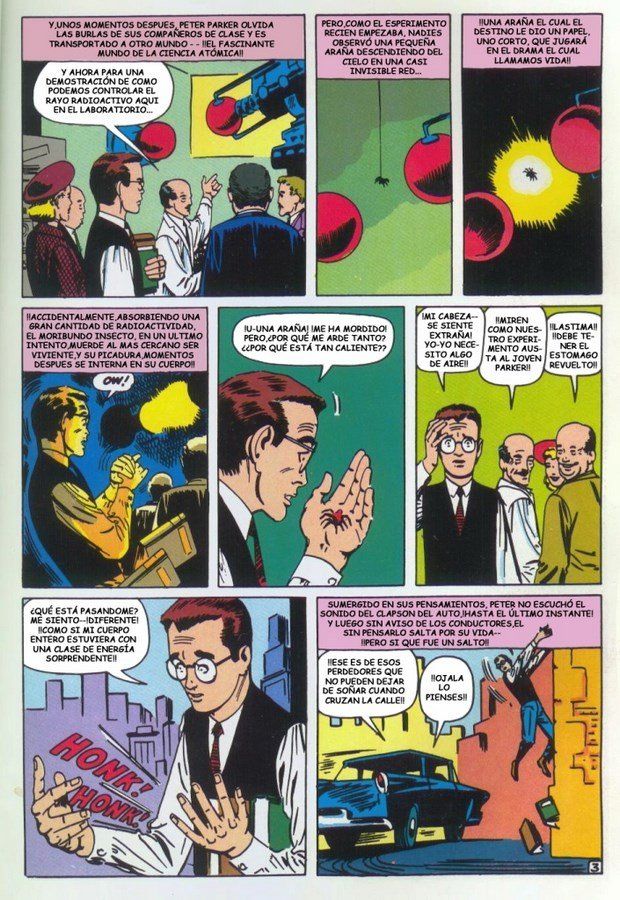 Y,UNOS MOMENTOS DESPUES, PETER PARKER OLVIDA
LAS BURLAS DE SUS COMPAÑEROS DE CLASE Y ES
TRANSPORTADO A OTRO MUNDO - - !!EL FASCINANTE
MUNDO DE LA CIENCIA ATÓMICA!!
Y AHORA PARA UNA
DEMOSTRACIÓN DE COMO
PODEMOS CONTROLAR EL
RAYO RADIOACTIVO AQUI
EN EL LABORATIORIO...
PERO,COMO EL EXPERIMENTO
RECIEN EMPEZABA, NADIES
OBSERVÓ UNA PEQUEÑA
ARAÑA DESCENDIENDO DEL
CIELO EN UNA CASI
INVISIBLE RED...
!!UNA ARAÑA EL CUAL EL
DESTINO LE DIO UN PAPEL,
UNO CORTO, QUE JUGARÁ
EN EL DRAMA EL CUAL
LLAMAMOS VIDA!!
!!ACCIDENTALMENTE,ABSORBIENDO UNA
GRAN CANTIDAD DE RADIOACTIVIDAD,
EL MORIBUNDO INSECTO, EN UN ULTIMO
INTENTO,MUERDE AL MAS CERCANO SER
VIVIENTE,Y SU PICADURA,MOMENTOS
DESPUES SE INTERNA EN SU CUERPO!!
OW!
!U-UNA ARAÑA! !ME HA MORDIDO!
PERO,¿POR QUÉ ME ARDE TANTO?
¿¿POR QUÉ ESTÁ TAN CALIENTE??
!MI CABEZA--
SE SIENTE
EXTRAÑA!
YO-YO NECE-
SITO ALGO
DE AIRE!!
!!MIREN
COMO NUES-
TRO EXPERI-
MENTO AUS-
TA AL JOVEN
PARKER!!
!!LASTIMA!!
!!DEBE TE-
NER EL
ESTOMAGO
REVUELTO!!
¿QUÉ ESTÁ PASANDOME?
ME SIENTO--!DIFERENTE!
!!COMO SI MI CUERPO
ENTERO ESTUVIERA CON
UNA CLASE DE ENERGÍA
SORPRENDENTE!!
HONK!
HONK!
SUMERGIDO EN SUS PENSAMIENTOS, PETER NO ESCUCHÓ EL
SONIDO DEL CLAPSON DEL AUTO,!HASTA EL ÚLTIMO INSTANTE!
Y LUEGO SIN AVISO DE LOS CONDUCTORES,EL
SIN PENSARLO SALTA POR SU VIDA--
!!PERO SI QUE FUE UN SALTO!!
!!ESE ES DE ESOS
PERDEDORES QUE
NO PUEDEN DEJAR
DE SOÑAR CUANDO
CRUZAN LA CALLE!!
!!OJALA
LO
PIENSES!!
3